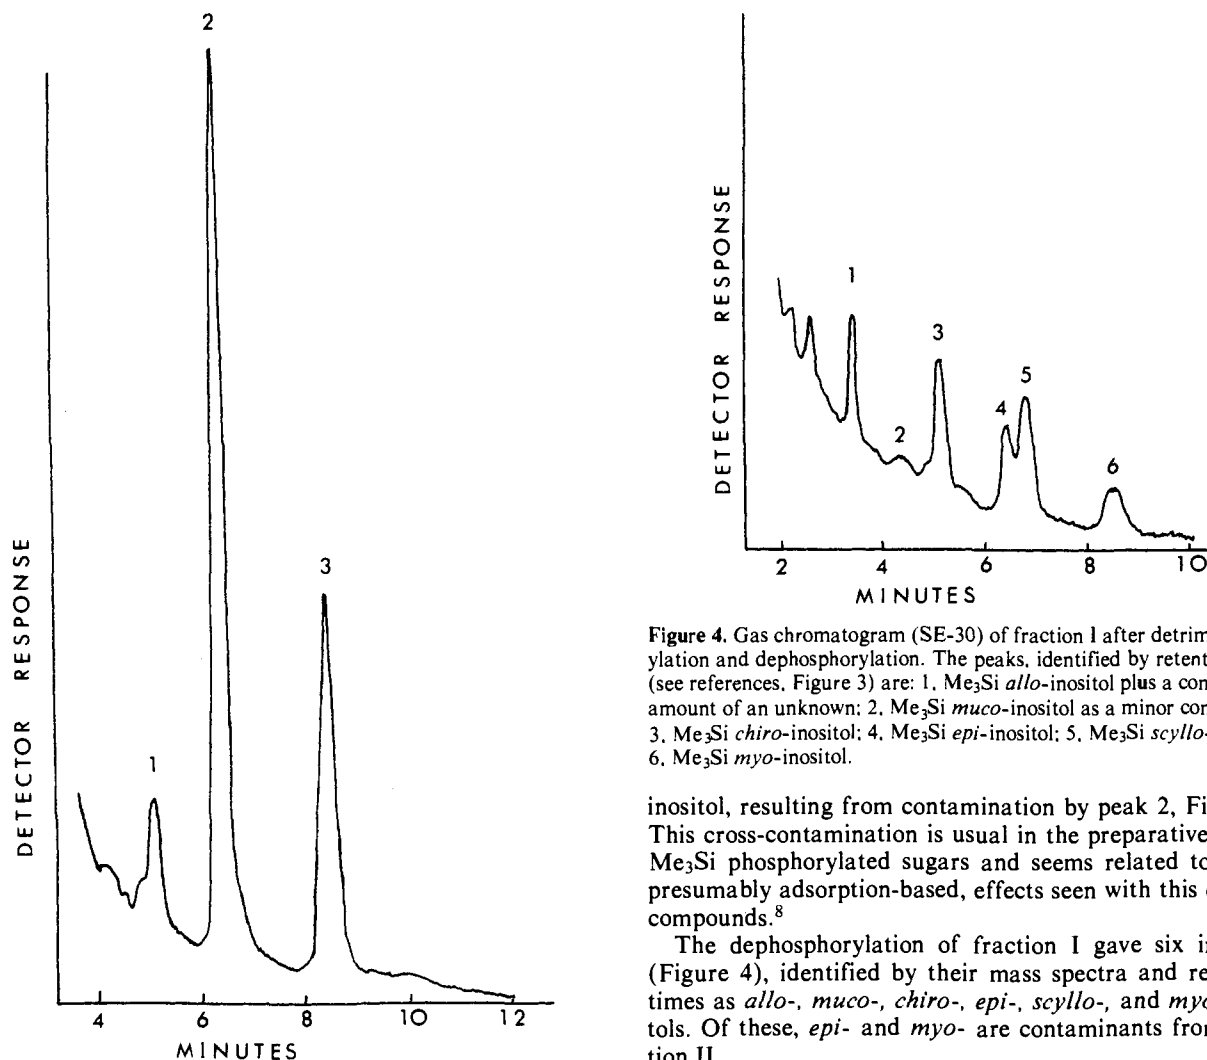 2
1
3
DETECTOR RESPONSE
4 6 8 10 12
MINUTES
1
2
3
4
5
6
DETECTOR RESPONSE
2 4 6 8 10
MINUTES
Figure 4. Gas chromatogram (SE-30) of fraction I after detrim
ylation and dephosphorylation. The peaks, identified by retent
(see references, Figure 3) are: 1, Me₃Si allo-inositol plus a con
amount of an unknown; 2, Me₃Si muco-inositol as a minor con
3, Me₃Si chiro-inositol; 4, Me₃Si epi-inositol; 5, Me₃Si scyllo-
6, Me₃Si myo-inositol.
inositol, resulting from contamination by peak 2, Fi
This cross-contamination is usual in the preparative
Me₃Si phosphorylated sugars and seems related to
presumably adsorption-based, effects seen with this
compounds.⁸
The dephosphorylation of fraction I gave six i
(Figure 4), identified by their mass spectra and re
times as allo-, muco-, chiro-, epi-, scyllo-, and myo
tols. Of these, epi- and myo- are contaminants from
tion II